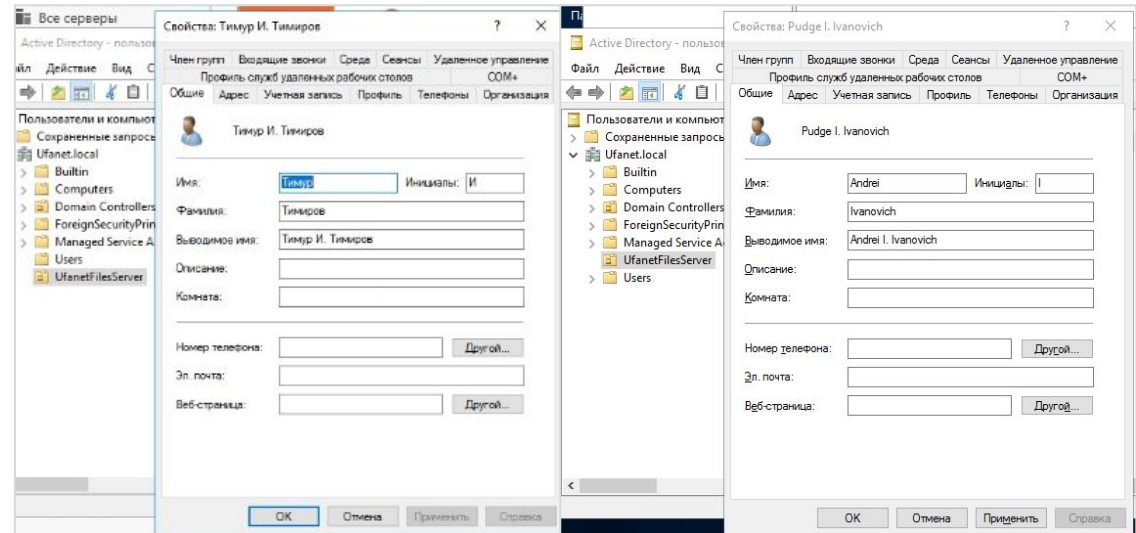 Все серверы
Active Directory - пользов
Действие Вид С
Пользователи и компьют
Сохраненные запросы
Ufanet.local
Builtin
Computers
Domain Controllers
ForeignSecurityPrin
Managed Service A
Users
UfanetFilesServer
Свойства: Тимур И. Тимиров ? ×
Член групп Входящие звонки Среда Сеансы Удаленное управление
Профиль служб удаленных рабочих столов COM+
Общие Адрес Учетная запись Профиль Телефоны Организация
Тимур И. Тимиров
Имя: Тимур Инициалы: И
Фамилия: Тимиров
Выводимое имя: Тимур И. Тимиров
Описание:
Комната:
Номер телефона: Другой...
Эл. почта:
Веб-страница: Другой...
OK Отмена Применить Справка
Па
Active Directory - пользов
Файл Действие Вид С
Пользователи и компьют
Сохраненные запросы
Ufanet.local
Builtin
Computers
Domain Controllers
ForeignSecurityPrin
Managed Service A
UfanetFilesServer
Users
Свойства: Pudge I. Ivanovich ? ×
Член групп Входящие звонки Среда Сеансы Удаленное управление
Профиль служб удаленных рабочих столов COM+
Общие Адрес Учетная запись Профиль Телефоны Организация
Pudge I. Ivanovich
Имя: Andrei Инициалы: I
Фамилия: Ivanovich
Выводимое имя: Andrei I. Ivanovich
Описание:
Комната:
Номер телефона: Другой...
Эл. почта:
Веб-страница: Другой...
OK Отмена Применить Справка